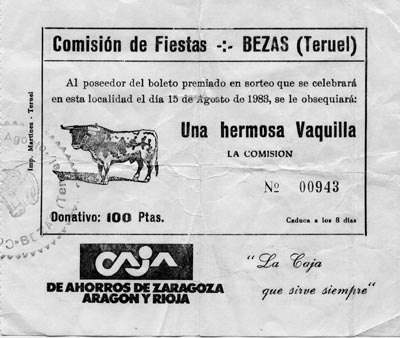 Comisión de Fiestas -:- BEZAS (Teruel)
Al poseedor del boleto premiado en sorteo que se celebrará
en esta localidad el día 15 de Agosto de 1983, se le obsequiará:
Una hermosa Vaquilla
LA COMISION
Nº 00943
Donativo: 100 Ptas.
Caduca a los 8 días
Imp. Martínez - Teruel
CAJA
DE AHORROS DE ZARAGOZA
ARAGON Y RIOJA
"La Caja
que sirve siempre"